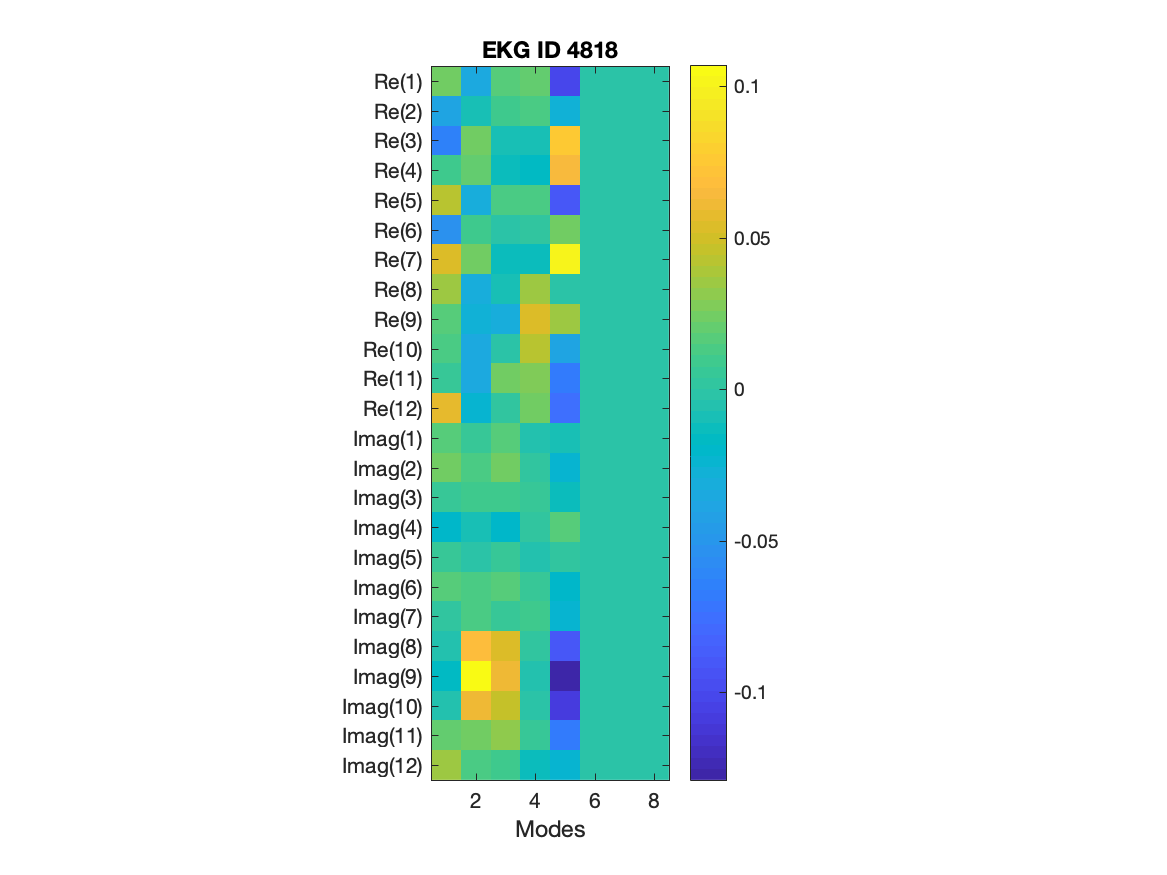 EKG ID 4818
Re(1)
Re(2)
Re(3)
Re(4)
Re(5)
Re(6)
Re(7)
Re(8)
Re(9)
Re(10)
Re(11)
Re(12)
Imag(1)
Imag(2)
Imag(3)
Imag(4)
Imag(5)
Imag(6)
Imag(7)
Imag(8)
Imag(9)
Imag(10)
Imag(11)
Imag(12)
2 4 6 8
Modes
0.1
0.05
0
-0.05
-0.1